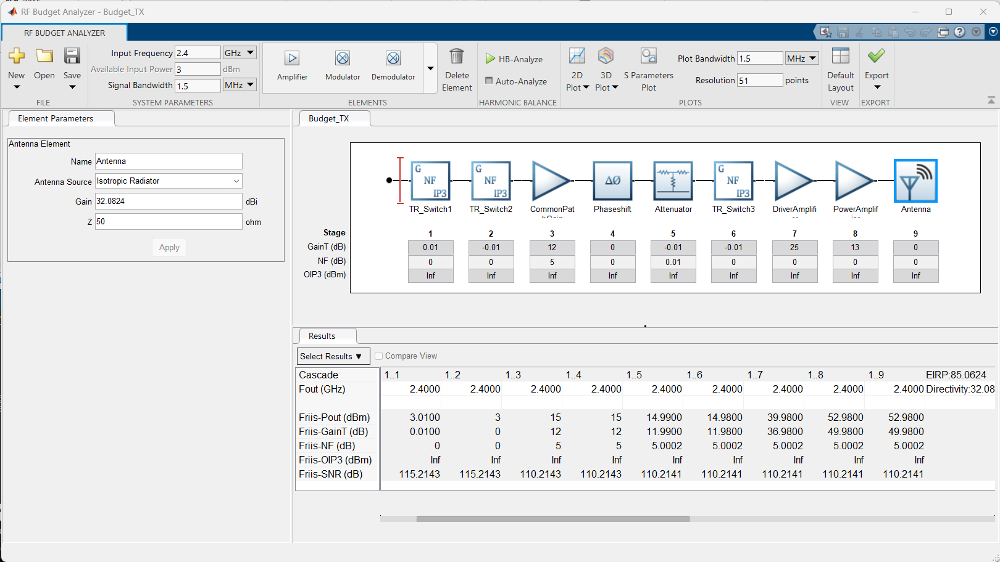 RF Budget Analyzer - Budget_TX
RF BUDGET ANALYZER
New
Open
Save
FILE
Input Frequency 2.4 GHz
Available Input Power 3 dBm
Signal Bandwidth 1.5 MHz
SYSTEM PARAMETERS
Amplifier
Modulator
Demodulator
ELEMENTS
Delete
Element
HB-Analyze
Auto-Analyze
HARMONIC BALANCE
2D
Plot
3D
Plot
S Parameters
Plot
Plot Bandwidth 1.5 MHz
Resolution 51 points
PLOTS
Default
Layout
VIEW
Export
EXPORT
Element Parameters
Antenna Element
Name Antenna
Antenna Source Isotropic Radiator
Gain 32.0824 dBi
Z 50 ohm
Apply
Budget_TX
G NF IP3
G NF IP3
ΔØ
G NF IP3
TR_Switch1 TR_Switch2 CommonPat Phaseshift Attenuator TR_Switch3 DriverAmplifi PowerAmplif Antenna
Stage 1 2 3 4 5 6 7 8 9
GainT (dB) 0.01 -0.01 12 0 -0.01 -0.01 25 13 0
NF (dB) 0 0 5 0 0.01 0 0 0 0
OIP3 (dBm) Inf Inf Inf Inf Inf Inf Inf Inf Inf
Results
Select Results ▼ Compare View
Cascade 1..1 1..2 1..3 1..4 1..5 1..6 1..7 1..8 1..9 EIRP:85.0624
Fout (GHz) 2.4000 2.4000 2.4000 2.4000 2.4000 2.4000 2.4000 2.4000 2.4000 Directivity:32.08
Friis-Pout (dBm) 3.0100 3 15 15 14.9900 14.9800 39.9800 52.9800 52.9800
Friis-GainT (dB) 0.0100 0 12 12 11.9900 11.9800 36.9800 49.9800 49.9800
Friis-NF (dB) 0 0 5 5 5.0002 5.0002 5.0002 5.0002 5.0002
Friis-OIP3 (dBm) Inf Inf Inf Inf Inf Inf Inf Inf Inf
Friis-SNR (dB) 115.2143 115.2143 110.2143 110.2143 110.2141 110.2141 110.2141 110.2141 110.2141